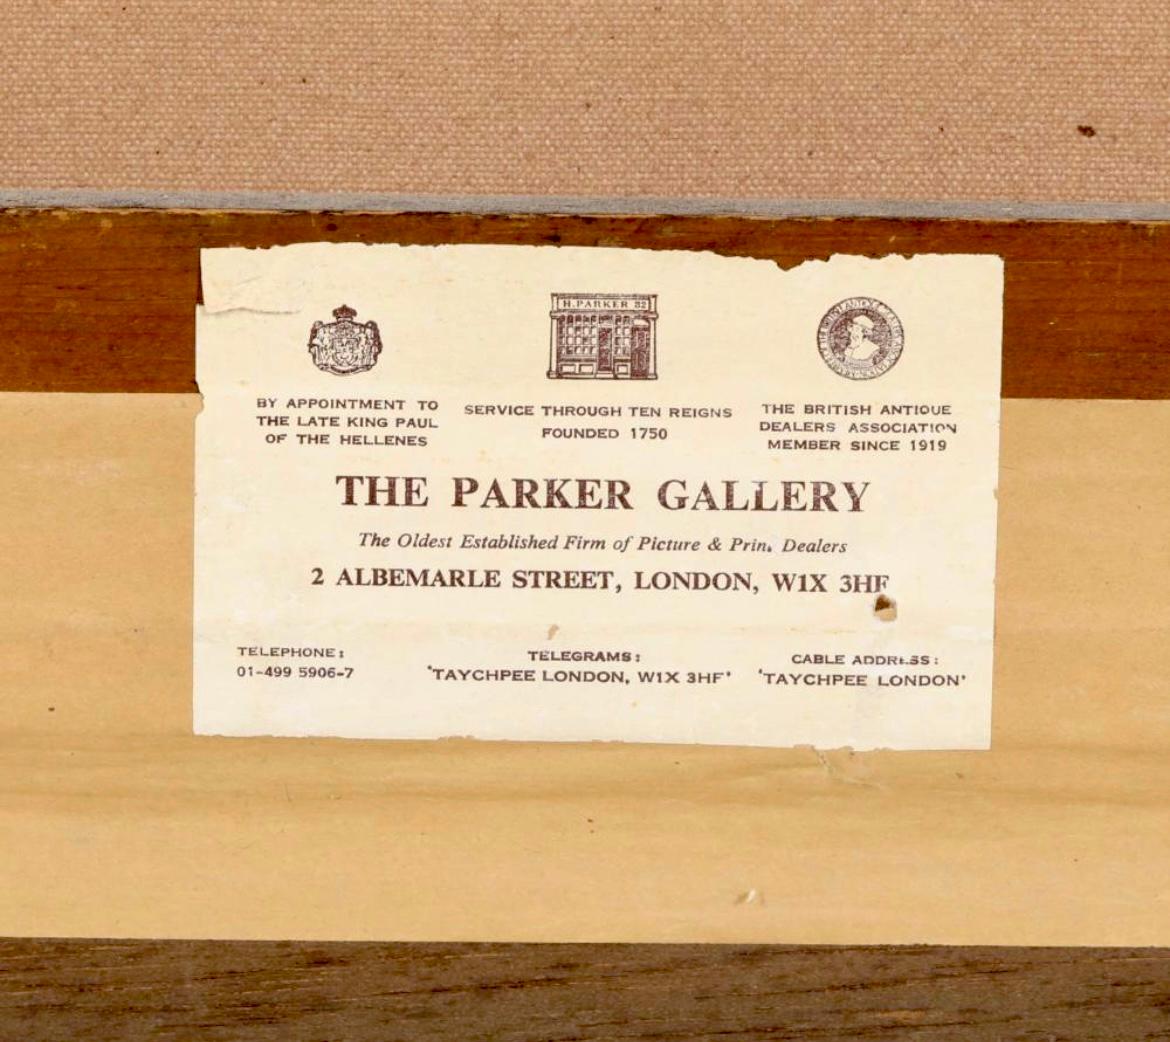 H. PARKER 32
BY APPOINTMENT TO
THE LATE KING PAUL
OF THE HELLENES
SERVICE THROUGH TEN REIGNS
FOUNDED 1750
THE BRITISH ANTIQUE
DEALERS ASSOCIATION
MEMBER SINCE 1919
THE PARKER GALLERY
The Oldest Established Firm of Picture & Print Dealers
2 ALBEMARLE STREET, LONDON, W1X 3HF
TELEPHONE:
01-499 5906-7
TELEGRAMS:
'TAYCHPEE LONDON, W1X 3HF'
CABLE ADDRESS:
'TAYCHPEE LONDON'